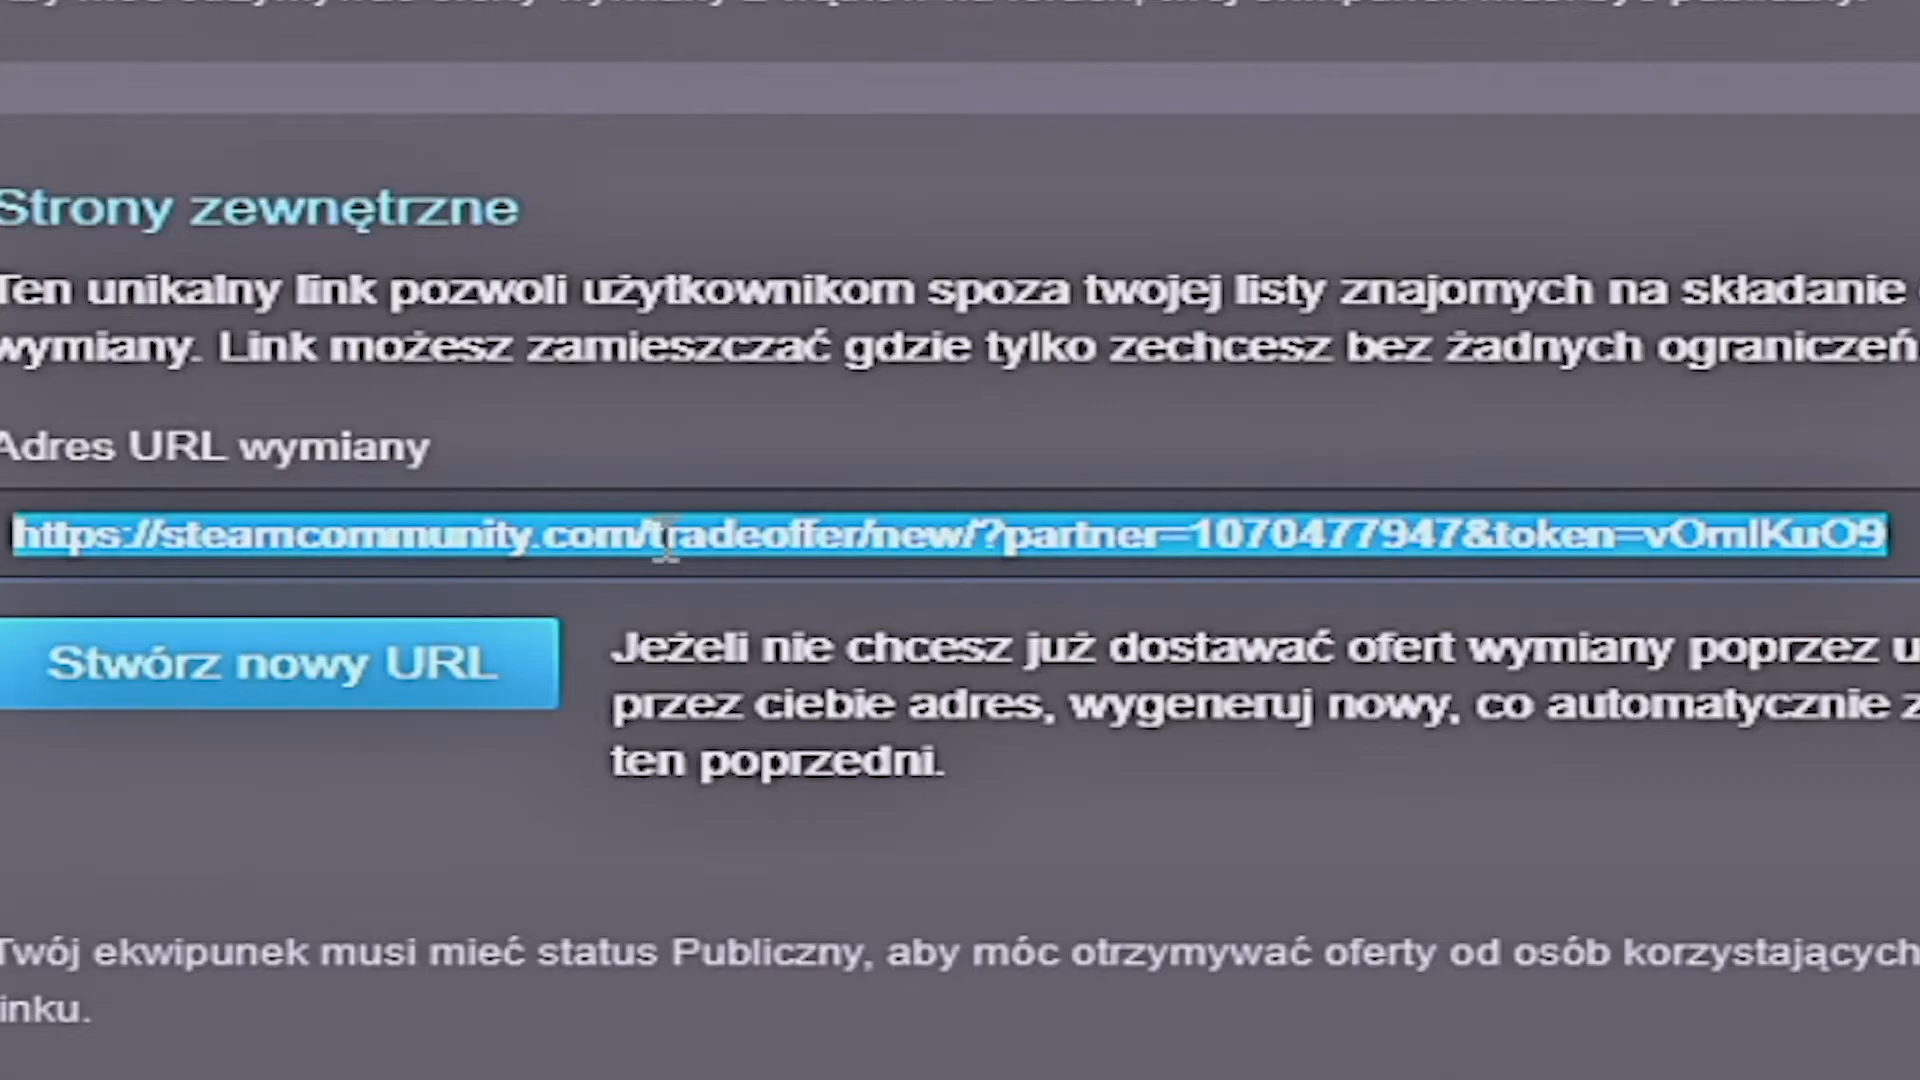 Strony zewnętrzne
Ten unikalny link pozwoli użytkownikom spoza twojej listy znajomych na składanie
wymiany. Link możesz zamieszczać gdzie tylko zechcesz bez żadnych ograniczeń
Adres URL wymiany
https://steamcommunity.com/tradeoffer/new/?partner=1070477947&token=vOmIKuO9
Stwórz nowy URL
Jeżeli nie chcesz już dostawać ofert wymiany poprzez u
przez ciebie adres, wygeneruj nowy, co automatycznie z
ten poprzedni.
Twój ekwipunek musi mieć status Publiczny, aby móc otrzymywać oferty od osób korzystających
inku.